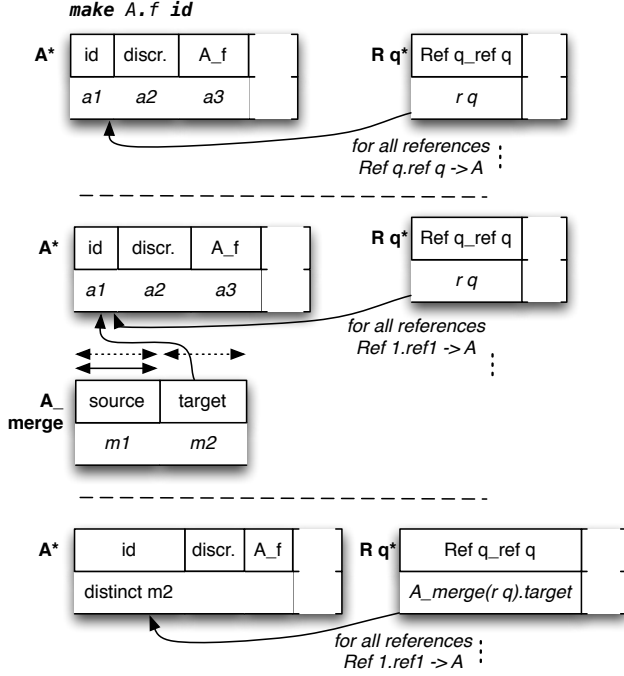 make A.f id
A* id discr. A_f R q* Ref q_ref q
a1 a2 a3 r q
for all references
Ref q.ref q -> A
A* id discr. A_f R q* Ref q_ref q
a1 a2 a3 r q
for all references
Ref 1.ref1 -> A
A_
merge
source target
m1 m2
A* id discr. A_f R q* Ref q_ref q
distinct m2 A_merge(r q).target
for all references
Ref 1.ref1 -> A